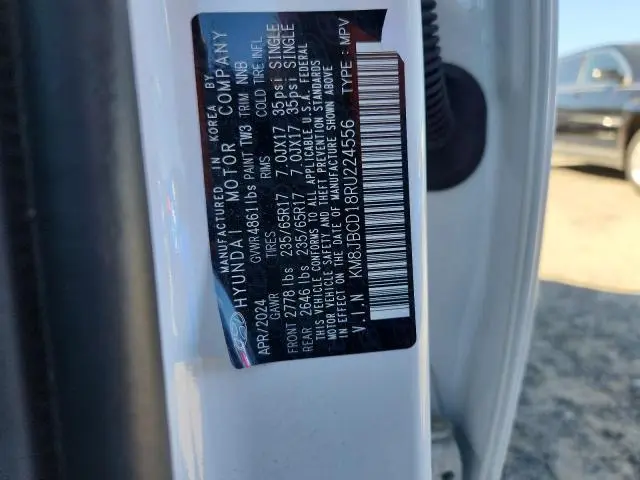 MANUFACTURED IN KOREA BY
HYUNDAI MOTOR COMPANY
APR/2024 GVWR4861lbs PAINT TW3 TRIM NNB
GAWR TIRES RIMS COLD TIRE INFL
FRONT 2778 lbs 235/65R17 7.0JX17 35psi SINGLE
REAR 2646 lbs 235/65R17 7.0JX17 35psi SINGLE
THIS VEHICLE CONFORMS TO ALL APPLICABLE U.S.A. FEDERAL
MOTOR VEHICLE SAFETY AND THEFT PREVENTION STANDARDS
IN EFFECT ON THE DATE OF MANUFACTURE SHOWN ABOVE
V.I.N KM8JBCD18RU224556 TYPE : MPV